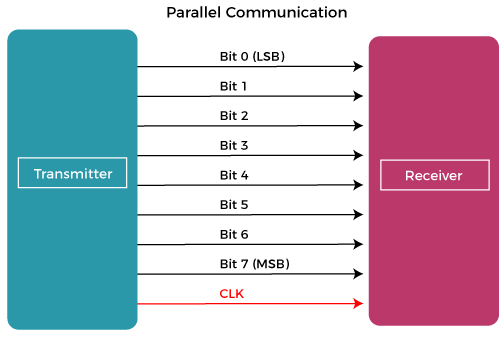 Parallel Communication
Bit 0 (LSB)
Bit 1
Bit 2
Bit 3
Transmitter
Bit 4
Receiver
Bit 5
Bit 6
Bit 7 (MSB)
CLK